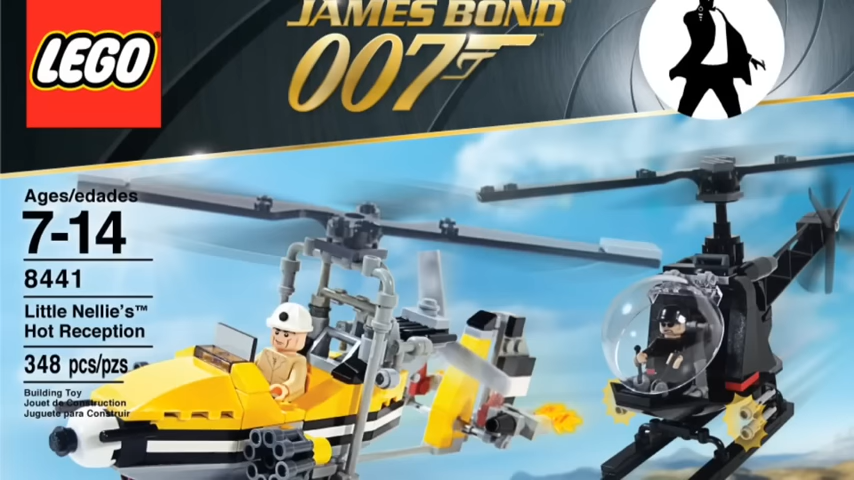 LEGO
JAMES BOND
007
Ages/edades
7-14
8441
Little Nellie's™
Hot Reception
348 pcs/pzs
Building Toy
Jouet de Construction
Juguete para Construir